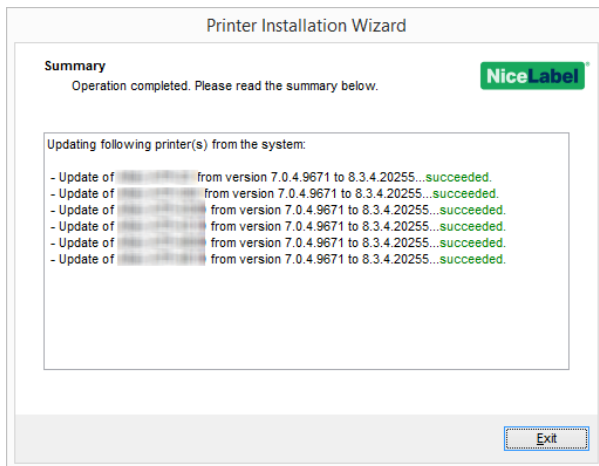 Printer Installation Wizard
Summary
Operation completed. Please read the summary below.
NiceLabel
Updating following printer(s) from the system:
- Update of from version 7.0.4.9671 to 8.3.4.20255...succeeded.
- Update of from version 7.0.4.9671 to 8.3.4.20255...succeeded.
- Update of from version 7.0.4.9671 to 8.3.4.20255...succeeded.
- Update of from version 7.0.4.9671 to 8.3.4.20255...succeeded.
- Update of from version 7.0.4.9671 to 8.3.4.20255...succeeded.
- Update of from version 7.0.4.9671 to 8.3.4.20255...succeeded.
Exit